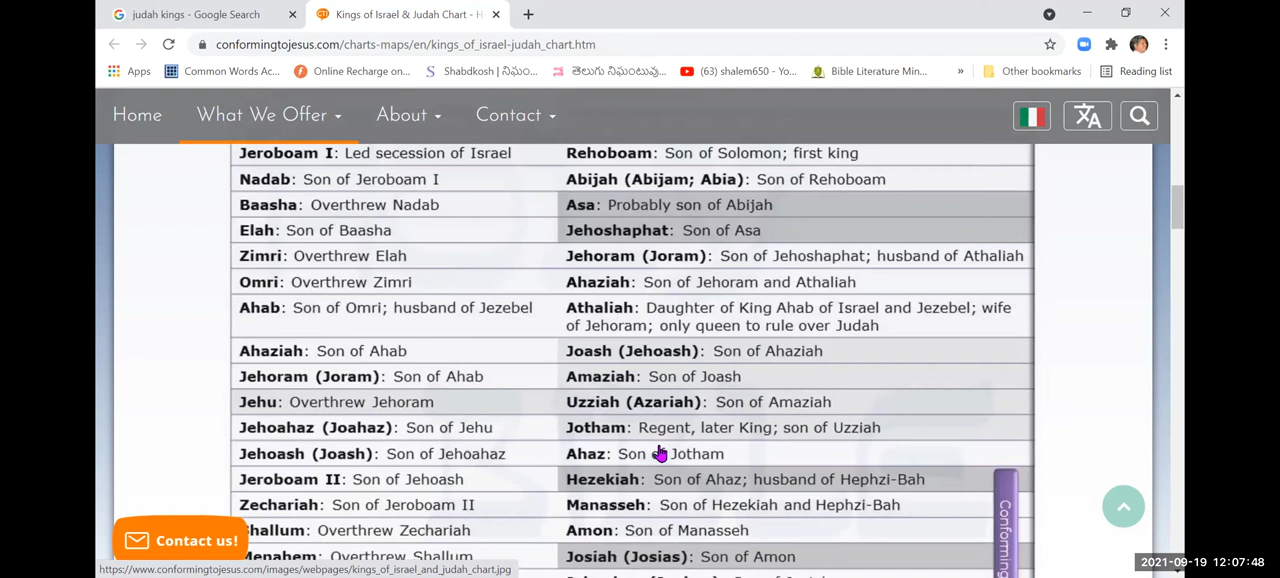 judah kings - Google Search
Kings of Israel & Judah Chart - H
conformingtojesus.com/charts-maps/en/kings_of_israel-judah_chart.htm
Apps Common Words Ac... Online Recharge on... Shabdkosh | నిఘం... తెలుగు నిఘంటువు... (63) shalem650 - Yo... Bible Literature Min... » Other bookmarks Reading list
Home What We Offer About Contact
Jeroboam I: Led secession of Israel Rehoboam: Son of Solomon; first king
Nadab: Son of Jeroboam I Abijah (Abijam; Abia): Son of Rehoboam
Baasha: Overthrew Nadab Asa: Probably son of Abijah
Elah: Son of Baasha Jehoshaphat: Son of Asa
Zimri: Overthrew Elah Jehoram (Joram): Son of Jehoshaphat; husband of Athaliah
Omri: Overthrew Zimri Ahaziah: Son of Jehoram and Athaliah
Ahab: Son of Omri; husband of Jezebel Athaliah: Daughter of King Ahab of Israel and Jezebel; wife
of Jehoram; only queen to rule over Judah
Ahaziah: Son of Ahab Joash (Jehoash): Son of Ahaziah
Jehoram (Joram): Son of Ahab Amaziah: Son of Joash
Jehu: Overthrew Jehoram Uzziah (Azariah): Son of Amaziah
Jehoahaz (Joahaz): Son of Jehu Jotham: Regent, later King; son of Uzziah
Jehoash (Joash): Son of Jehoahaz Ahaz: Son of Jotham
Jeroboam II: Son of Jehoash Hezekiah: Son of Ahaz; husband of Hephzi-Bah
Zechariah: Son of Jeroboam II Manasseh: Son of Hezekiah and Hephzi-Bah
Shallum: Overthrew Zechariah Amon: Son of Manasseh
Menahem: Overthrew Shallum Josiah (Josias): Son of Amon
Conforming
Contact us!
https://www.conformingtojesus.com/images/webpages/kings_of_israel_and_judah_chart.jpg
2021-09-19 12:07:48